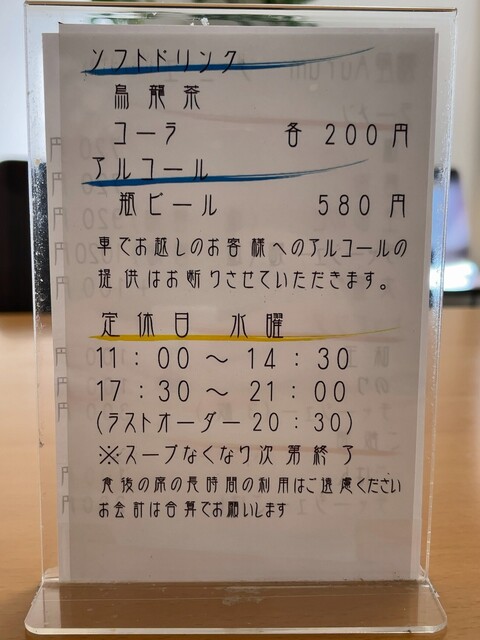 ソフトドリンク
烏龍茶
コーラ 各200円
アルコール
瓶ビール 580円
車でお越しのお客様へのアルコールの
提供はお断りさせていただきます。
定休日 水曜
11：00～14：30
17：30～21：00
(ラストオーダー20：30)
※スープなくなり次第終了
食後の席の長時間の利用はご遠慮ください
お会計は合算でお願いします